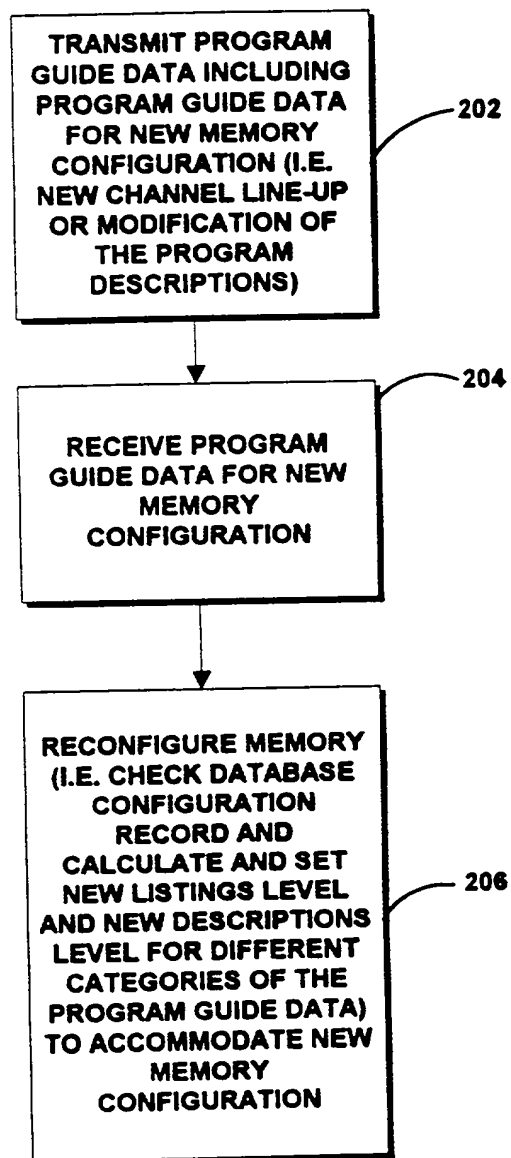 TRANSMIT PROGRAM
GUIDE DATA INCLUDING
PROGRAM GUIDE DATA
FOR NEW MEMORY
CONFIGURATION (I.E.
NEW CHANNEL LINE-UP
OR MODIFICATION OF
THE PROGRAM
DESCRIPTIONS)
202
204
RECEIVE PROGRAM
GUIDE DATA FOR NEW
MEMORY
CONFIGURATION
RECONFIGURE MEMORY
(I.E. CHECK DATABASE
CONFIGURATION
RECORD AND
CALCULATE AND SET
NEW LISTINGS LEVEL
AND NEW DESCRIPTIONS
LEVEL FOR DIFFERENT
CATEGORIES OF THE
PROGRAM GUIDE DATA)
TO ACCOMMODATE NEW
MEMORY
CONFIGURATION
206